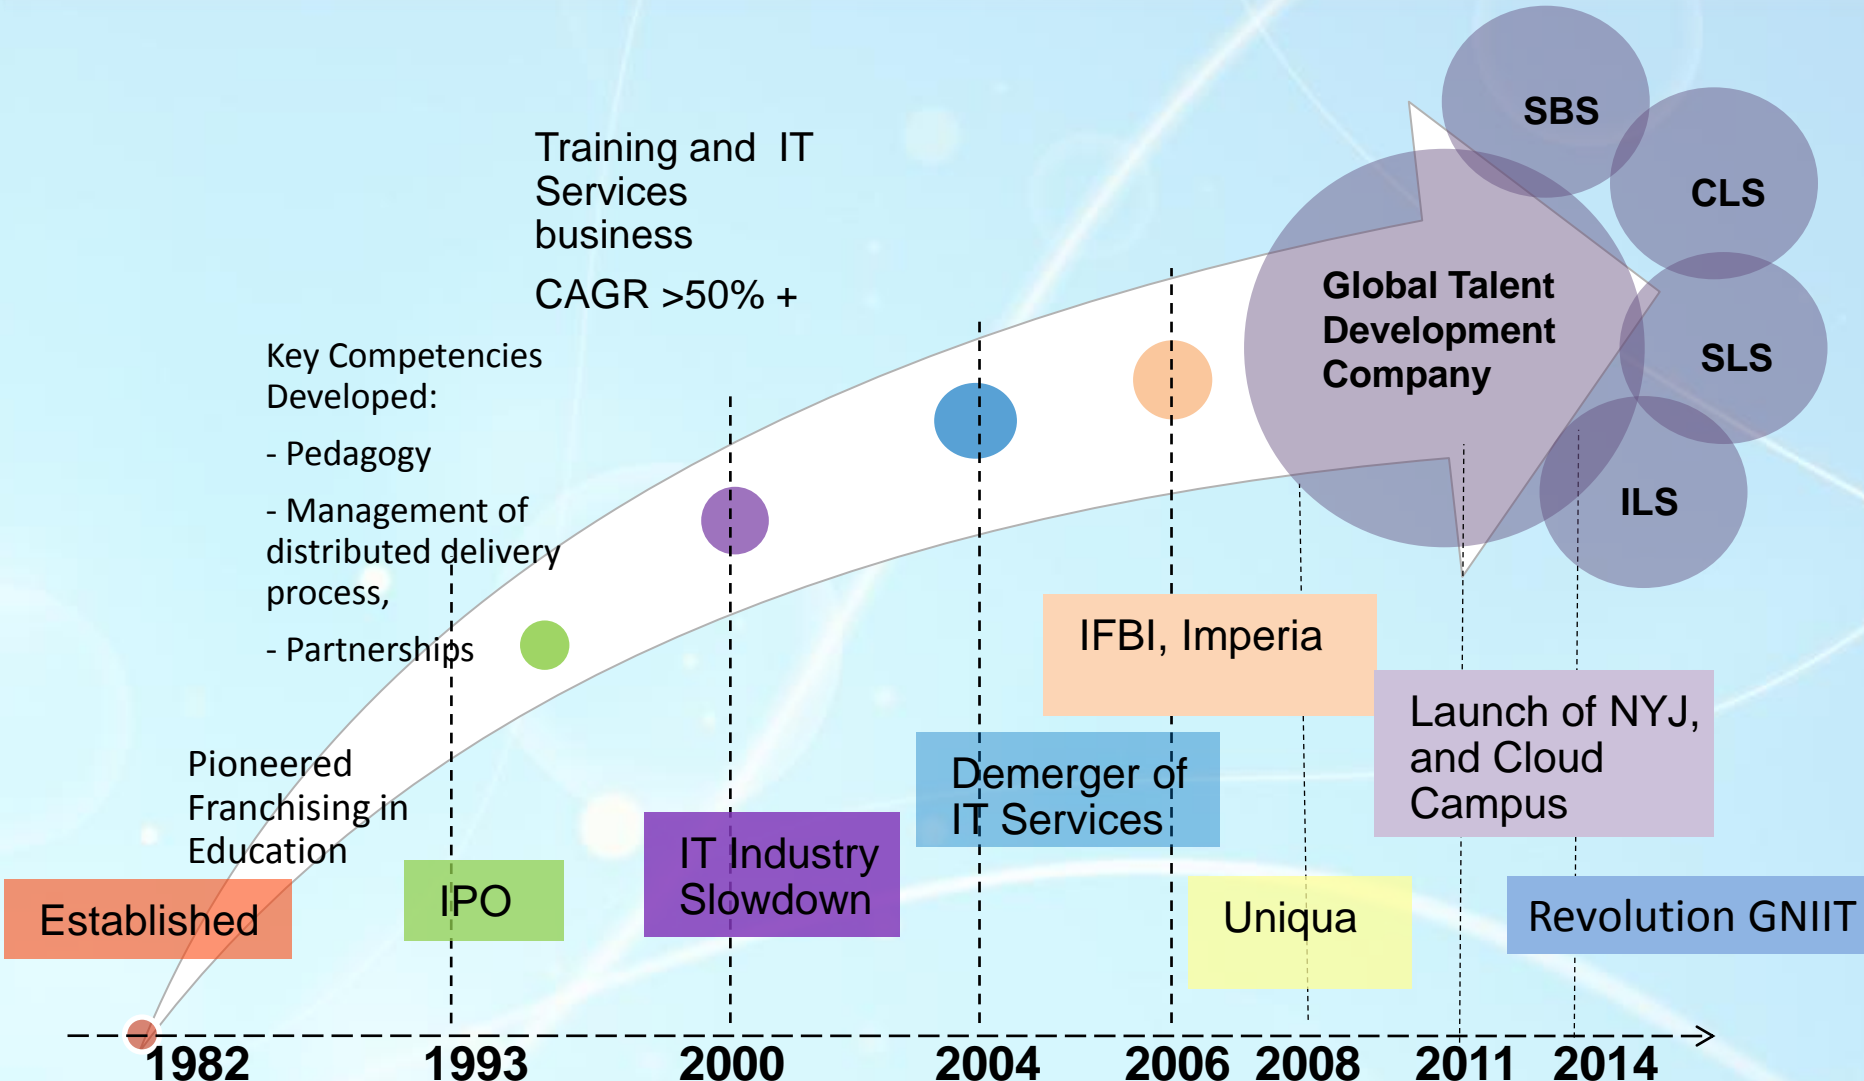 Training and IT
Services
business
CAGR >50% +
Key Competencies
Developed:
- Pedagogy
- Management of
distributed delivery
process,
- Partnerships
Pioneered
Franchising in
Education
SBS
CLS
SLS
ILS
Global Talent
Development
Company
Established
IPO
IT Industry
Slowdown
Demerger of
IT Services
IFBI, Imperia
Uniqua
Launch of NYJ,
and Cloud
Campus
Revolution GNIIT
1982 1993 2000 2004 2006 2008 2011 2014